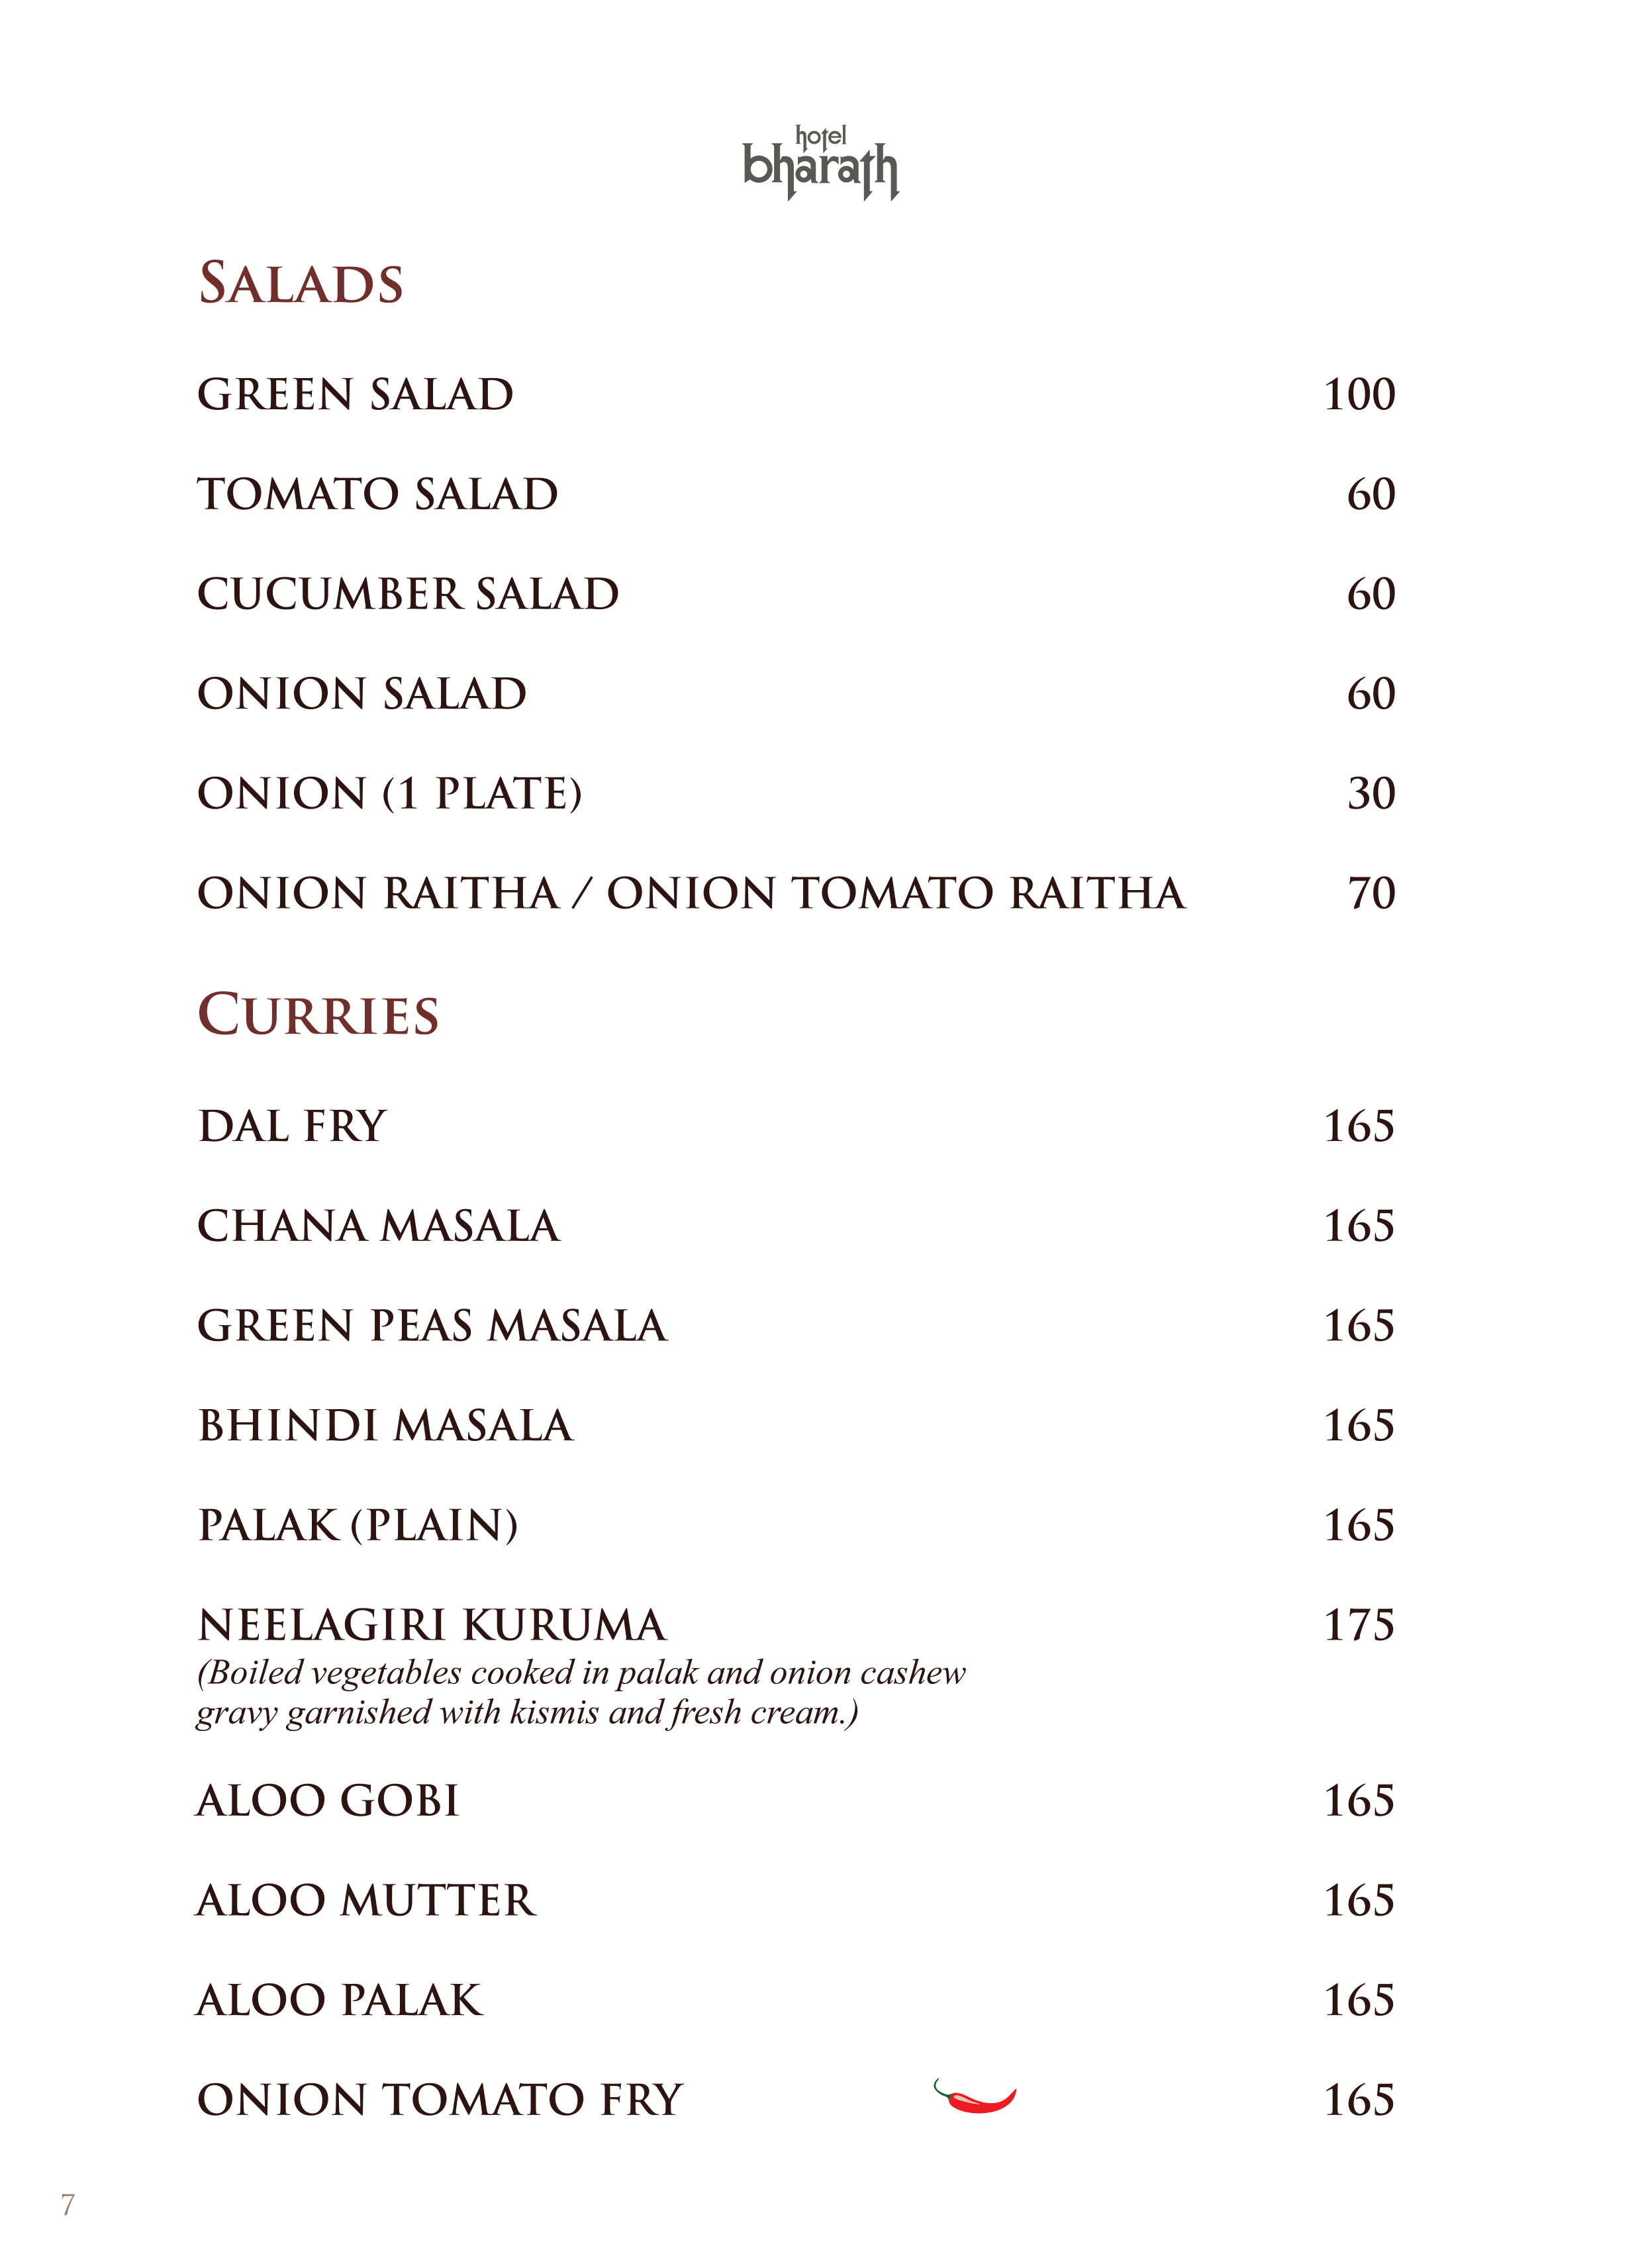 hotel
bharath
SALADS
GREEN SALAD 100
TOMATO SALAD 60
CUCUMBER SALAD 60
ONION SALAD 60
ONION (1 PLATE) 30
ONION RAITHA / ONION TOMATO RAITHA 70
CURRIES
DAL FRY 165
CHANA MASALA 165
GREEN PEAS MASALA 165
BHINDI MASALA 165
PALAK (PLAIN) 165
NEELAGIRI KURUMA 175
(Boiled vegetables cooked in palak and onion cashew
gravy garnished with kismis and fresh cream.)
ALOO GOBI 165
ALOO MUTTER 165
ALOO PALAK 165
ONION TOMATO FRY 165
7